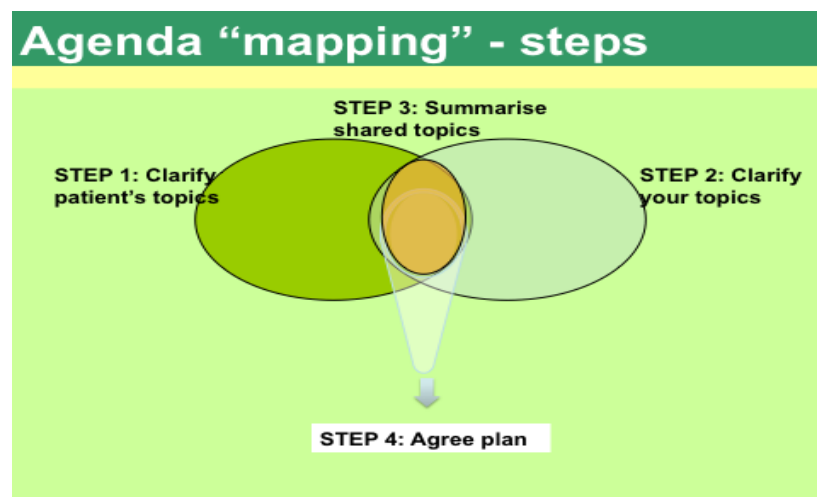 Agenda “mapping” - steps
STEP 3: Summarise
shared topics
STEP 1: Clarify
patient’s topics
STEP 2: Clarify
your topics
STEP 4: Agree plan